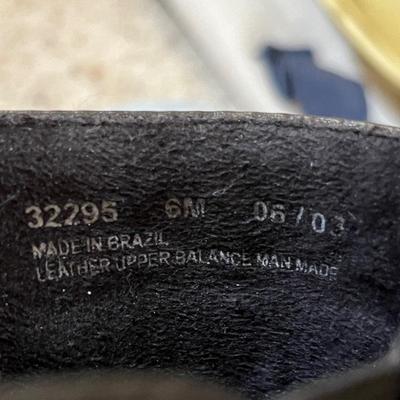 32295 6M 06/03
MADE IN BRAZIL
LEATHER UPPER BALANCE MAN MADE